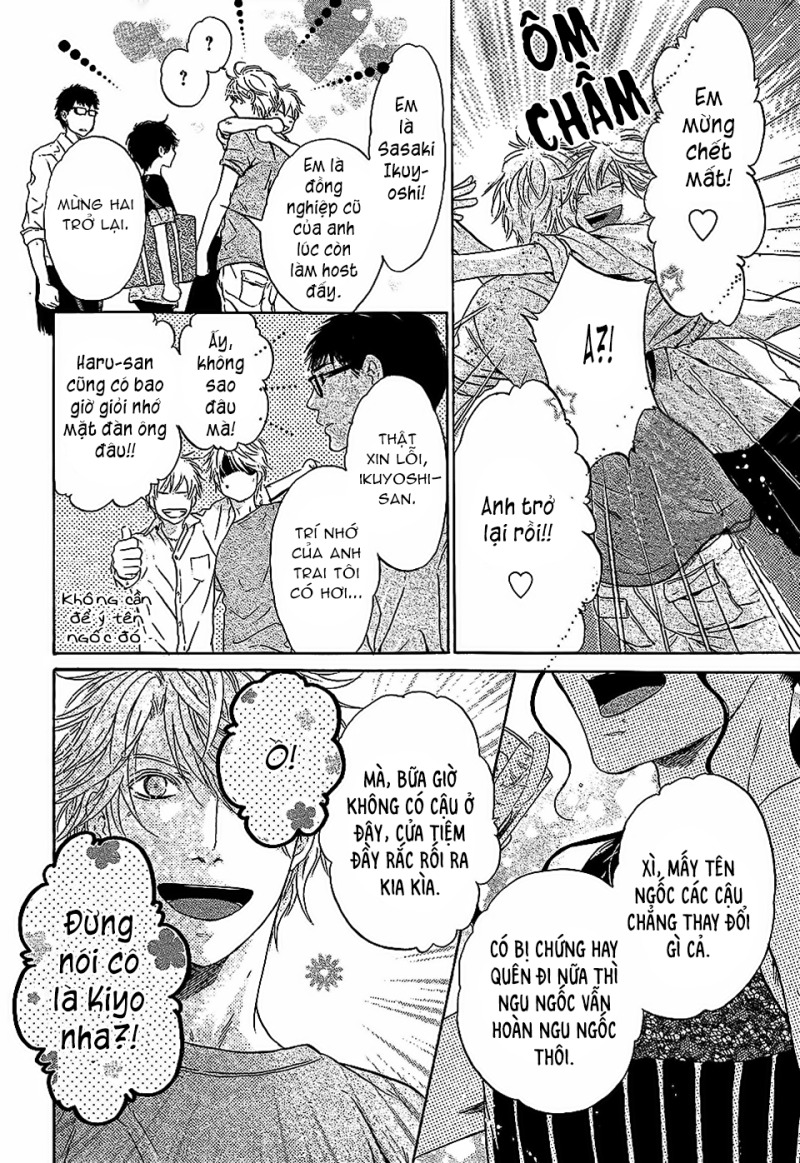 ÔM
CHẦM
Em
mừng
chết
mất!
A?!
Anh trở
lại rồi!!
?
?
Em
là
Sasaki
Ikuy-
oshi!
Em là
đồng
nghiệp cũ
của anh
lúc còn
làm host
đấy.
MỪNG HAI
TRỞ LẠI.
THẬT
XIN LỖI,
IKUYOSHI-
SAN.
TRÍ NHỚ
CỦA ANH
TRAI TÔI
CÓ HƠI...
Ấy,
không
sao
đâu
mà!
Haru-san
cũng có bao
giờ giỏi nhớ
mặt đàn ông
đâu!!
Không cần
để ý tên
ngốc đó...
XÌ, MẤY TÊN
NGỐC CÁC CẬU
CHẲNG THAY ĐỔI
GÌ CẢ.
CÓ BỊ CHỨNG HAY
QUÊN ĐI NỮA THÌ
NGU NGỐC VẪN
HOÀN NGU NGỐC
THÔI.
MÀ, BỮA GIỜ
KHÔNG CÓ CẬU Ở
ĐÂY, CỬA TIỆM
ĐẦY RẮC RỐI RA
KIA KÌA.
Ơ!
Đừng
nói cô
là Kiyo
nha?!